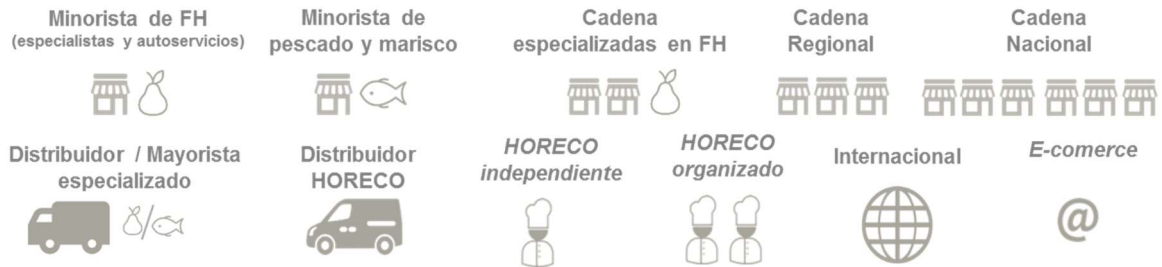 Minorista de FH
(especialistas y autoservicios)
Minorista de
pescado y marisco
Cadena
especializadas en FH
Cadena
Regional
Cadena
Nacional
Distribuidor / Mayorista
especializado
Distribuidor
HORECO
HORECO
independiente
HORECO
organizado
Internacional
E-comerce
@